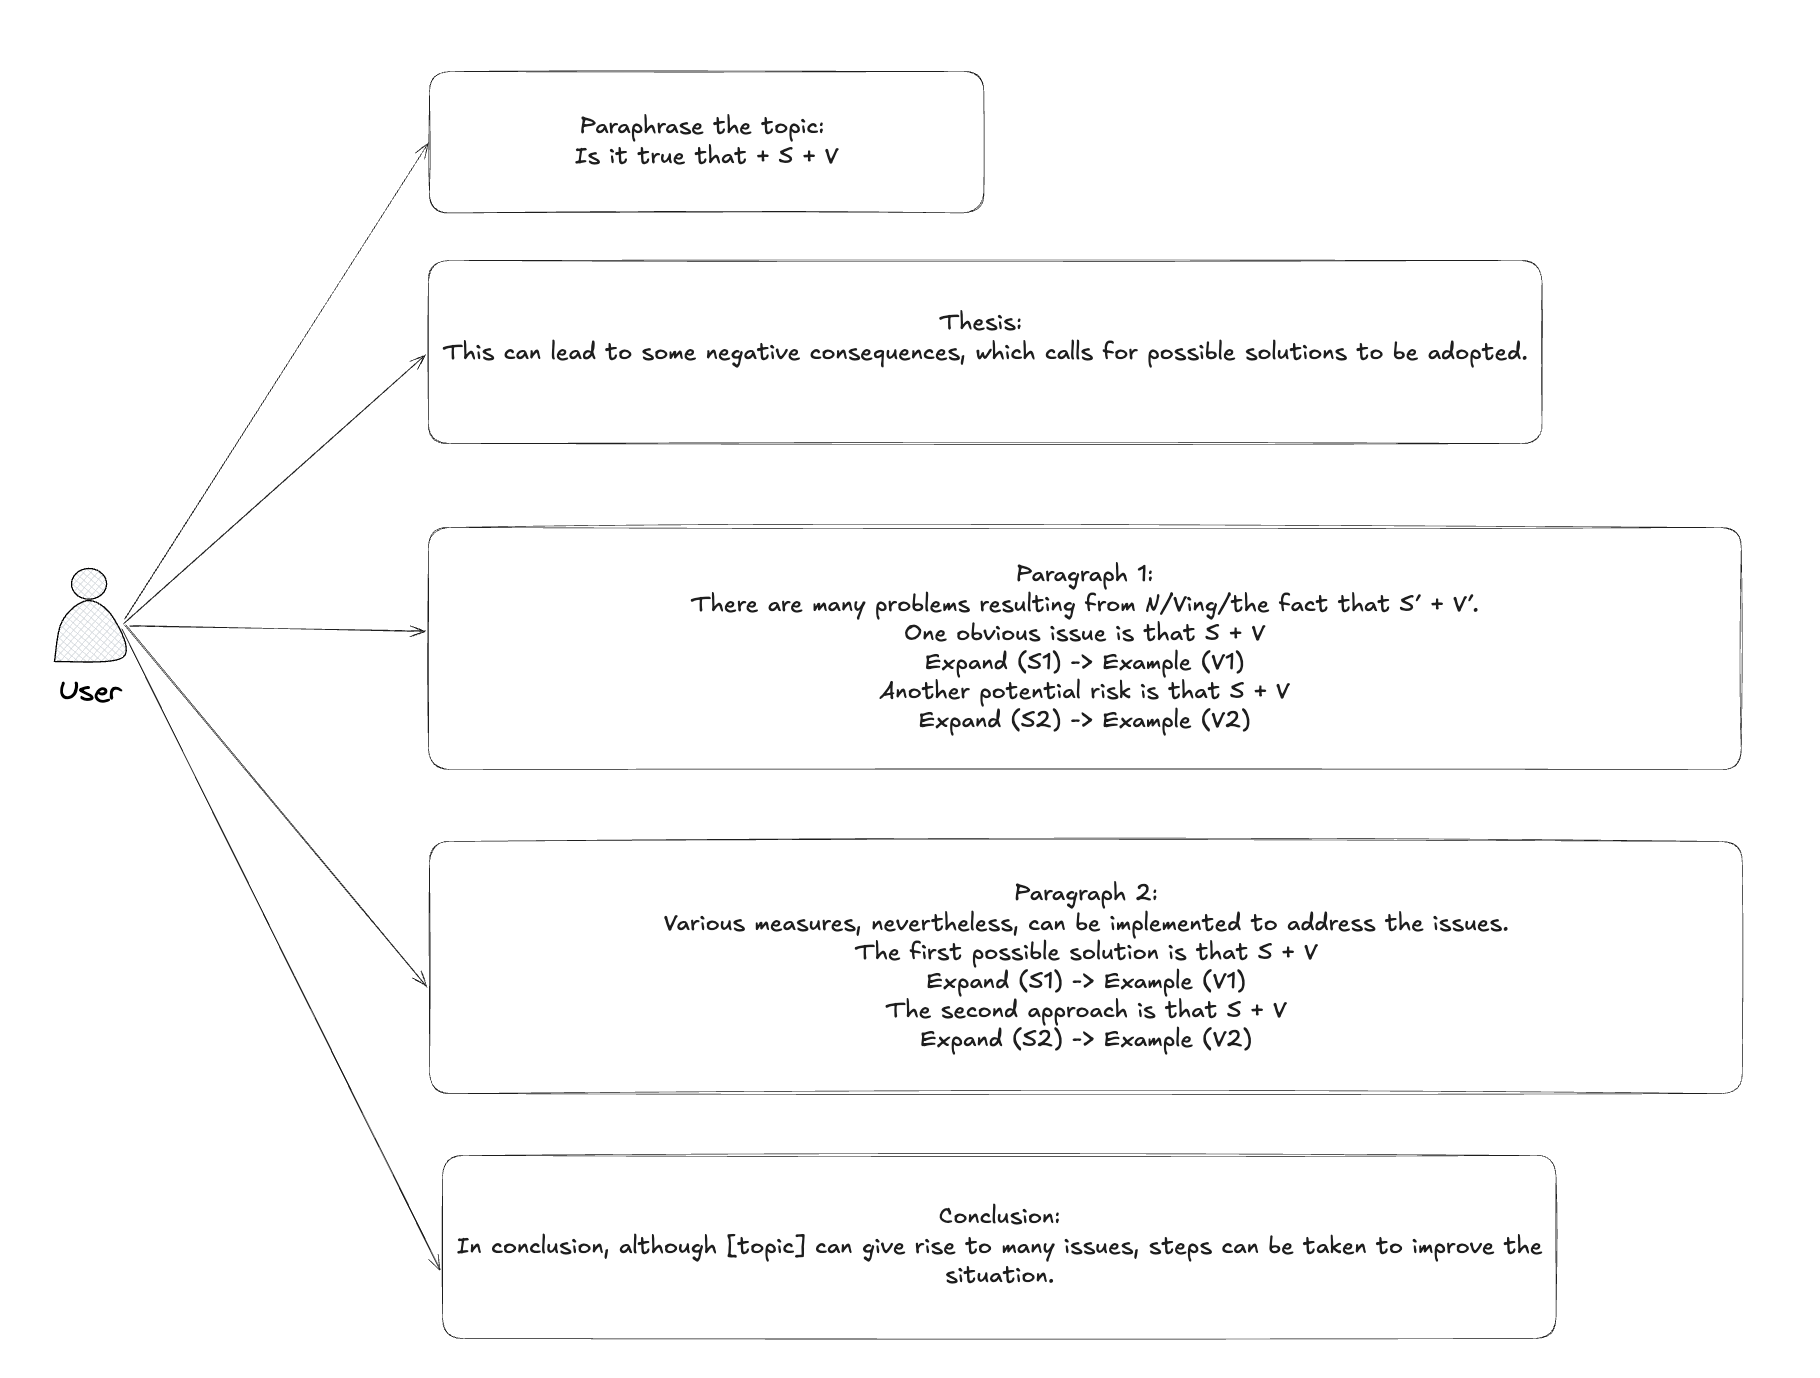 Paraphrase the topic:
Is it true that + S + V
Thesis:
This can lead to some negative consequences, which calls for possible solutions to be adopted.
Paragraph 1:
There are many problems resulting from N/Ving/the fact that S' + V'.
One obvious issue is that S + V
Expand (S1) -> Example (V1)
Another potential risk is that S + V
Expand (S2) -> Example (V2)
User
Paragraph 2:
Various measures, nevertheless, can be implemented to address the issues.
The first possible solution is that S + V
Expand (S1) -> Example (V1)
The second approach is that S + V
Expand (S2) -> Example (V2)
Conclusion:
In conclusion, although [topic] can give rise to many issues, steps can be taken to improve the
situation.